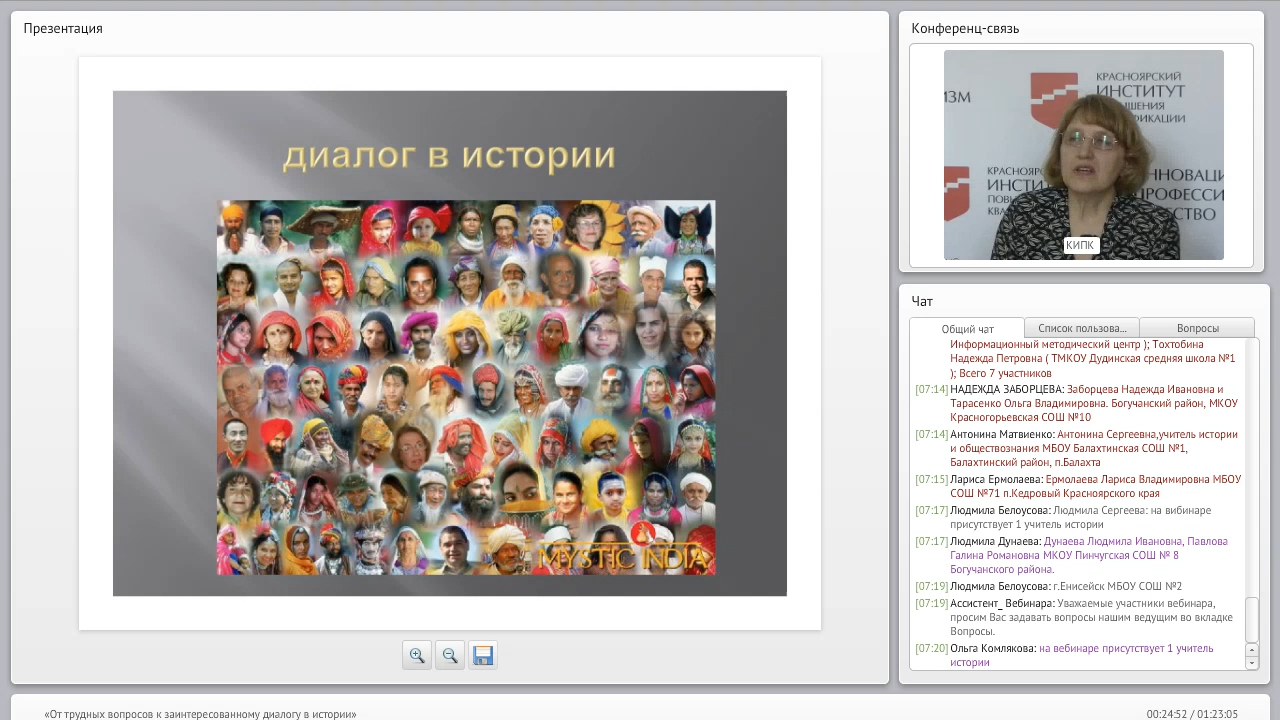 Презентация
диалог в истории
MYSTIC INDIA
Конференц-связь
КРАСНОЯРСКИЙ
ИНСТИТУТ
КИПК
Чат
Общий чат
Список пользова...
Вопросы
Информационный методический центр ); Тохтобина
Надежда Петровна ( ТМКОУ Дудинская средняя школа №1
); Всего 7 участников
[07:14] НАДЕЖДА ЗАБОРЦЕВА: Заборцева Надежда Ивановна и
Тарасенко Ольга Владимировна. Богучанский район, МКОУ
Красногорьевская СОШ №10
[07:14] Антонина Матвиенко: Антонина Сергеевна,учитель истории
и обществознания МБОУ Балахтинская СОШ №1,
Балахтинский район, п.Балахта
[07:15] Лариса Ермолаева: Ермолаева Лариса Владимировна МБОУ
СОШ №71 п.Кедровый Красноярского края
[07:17] Людмила Белоусова: Людмила Сергеева: на вибинаре
присутствует 1 учитель истории
[07:17] Людмила Дунаева: Дунаева Людмила Ивановна, Павлова
Галина Романовна МКОУ Пинчугская СОШ № 8
Богучанского района.
[07:19] Людмила Белоусова: г.Енисейск МБОУ СОШ №2
[07:19] Ассистент_ Вебинара: Уважаемые участники вебинара,
просим Вас задавать вопросы нашим ведущим во вкладке
Вопросы.
[07:20] Ольга Комлякова: на вебинаре присутствует 1 учитель
истории
«От трудных вопросов к заинтересованному диалогу в истории»
00:24:52 / 01:23:05